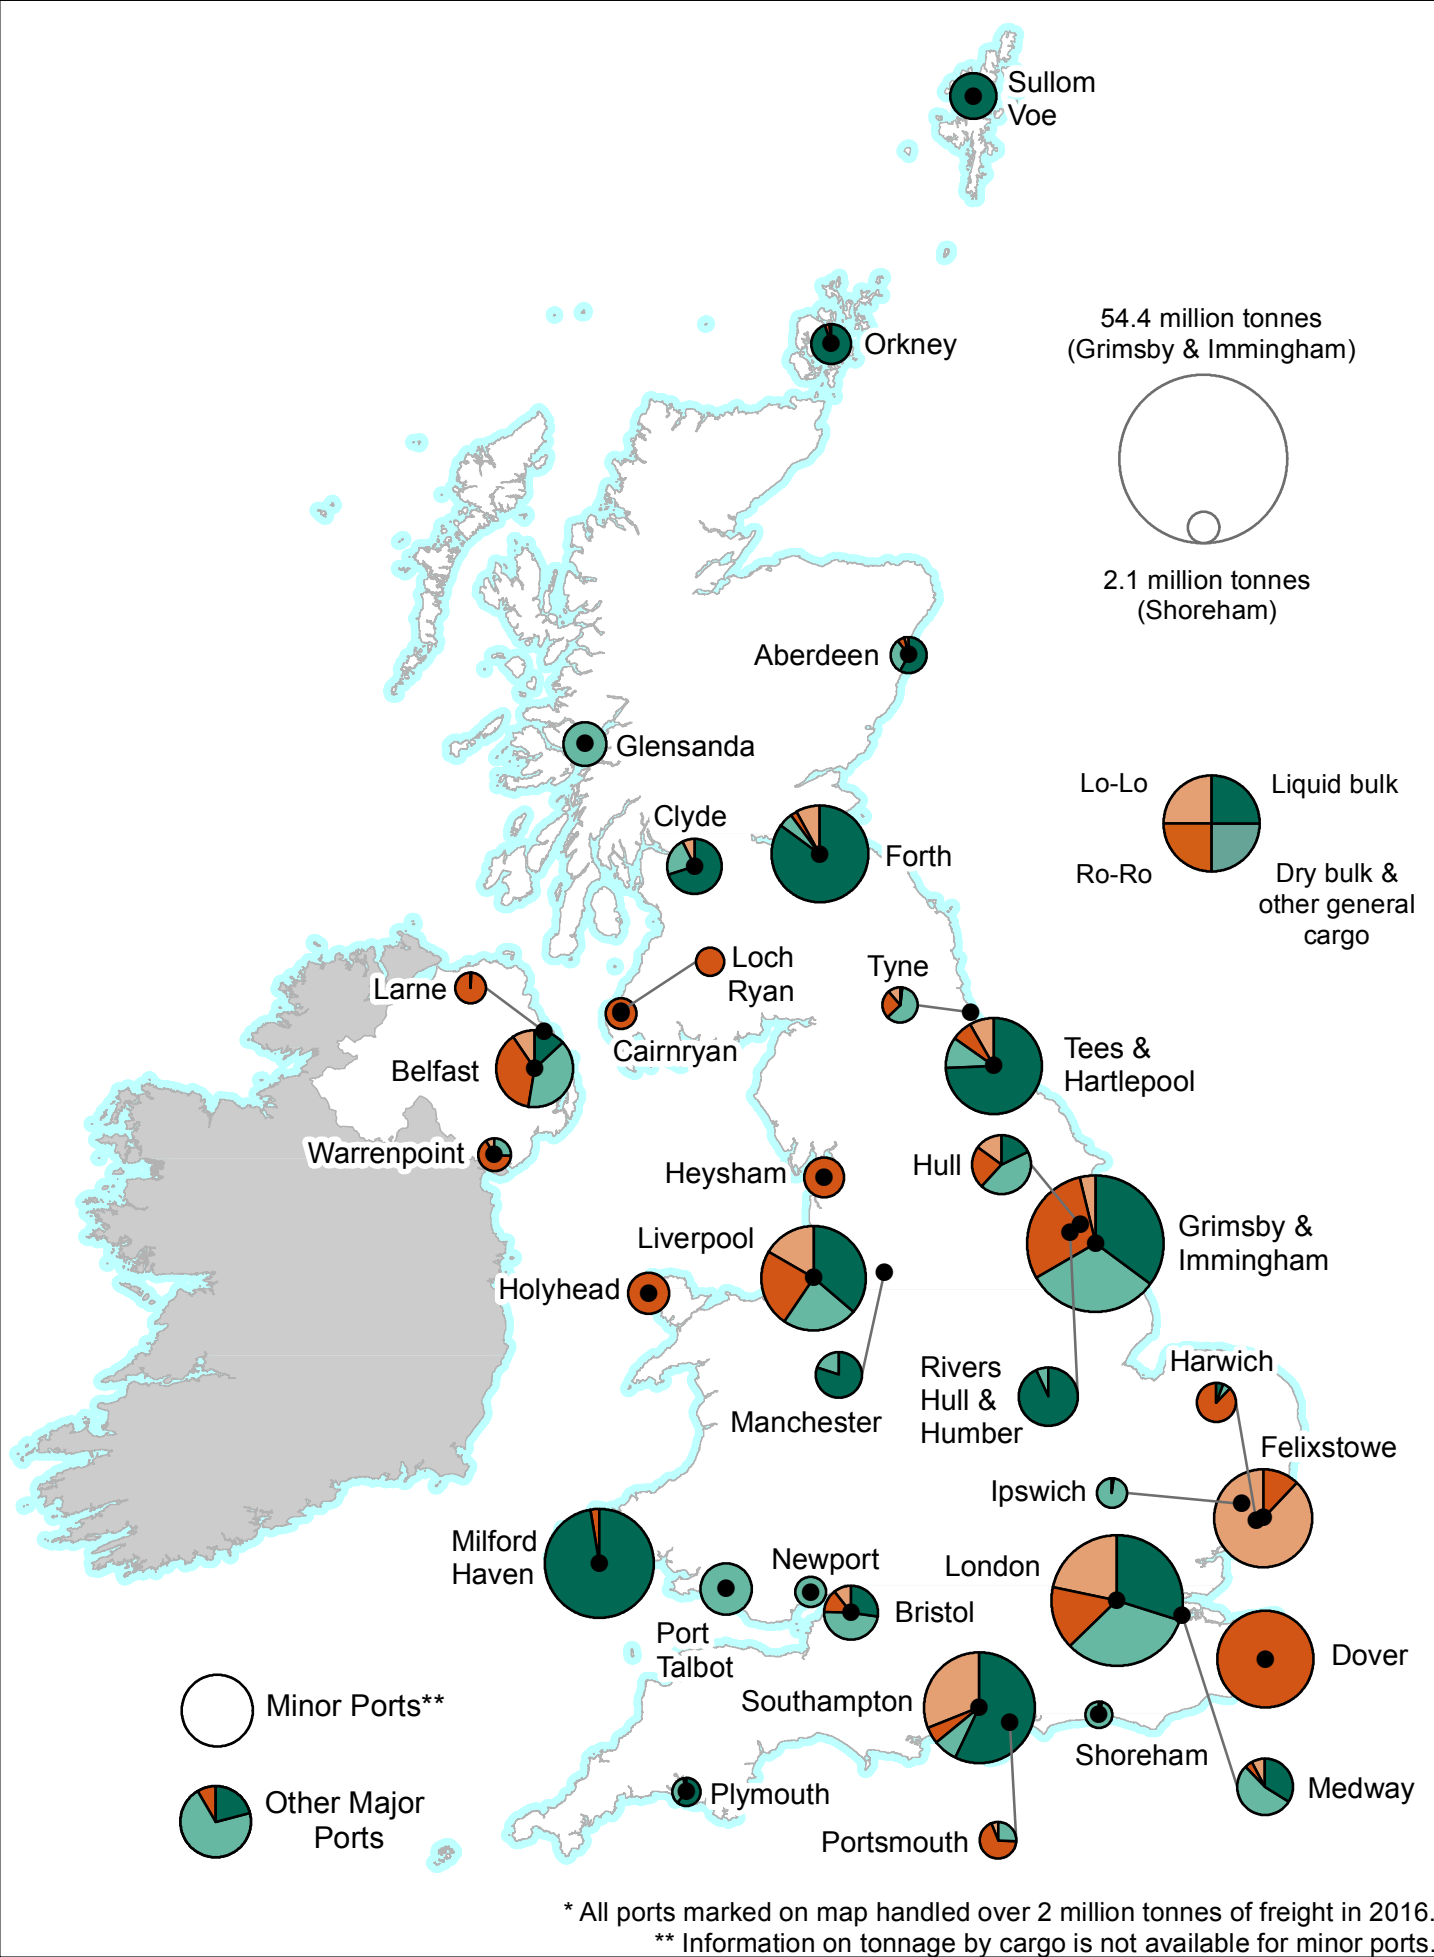 Sullom
Voe
Orkney
54.4 million tonnes
(Grimsby & Immingham)
2.1 million tonnes
(Shoreham)
Aberdeen
Glensanda
Lo-Lo
Liquid bulk
Ro-Ro
Dry bulk &
other general
cargo
Clyde
Forth
Loch
Ryan
Tyne
Larne
Cairnryan
Tees &
Hartlepool
Belfast
Warrenpoint
Heysham
Hull
Grimsby &
Immingham
Liverpool
Holyhead
Manchester
Rivers
Hull &
Humber
Harwich
Felixstowe
Ipswich
Milford
Haven
Newport
London
Bristol
Port
Talbot
Dover
Southampton
Shoreham
Minor Ports**
Plymouth
Medway
Other Major
Ports
Portsmouth
* All ports marked on map handled over 2 million tonnes of freight in 2016.
** Information on tonnage by cargo is not available for minor ports.